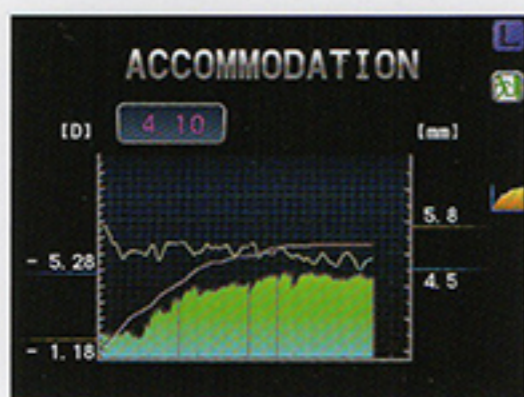 L
ACCOMMODATION
4.10
[D]
[mm]
5.8
- 5.28
4.5
- 1.18